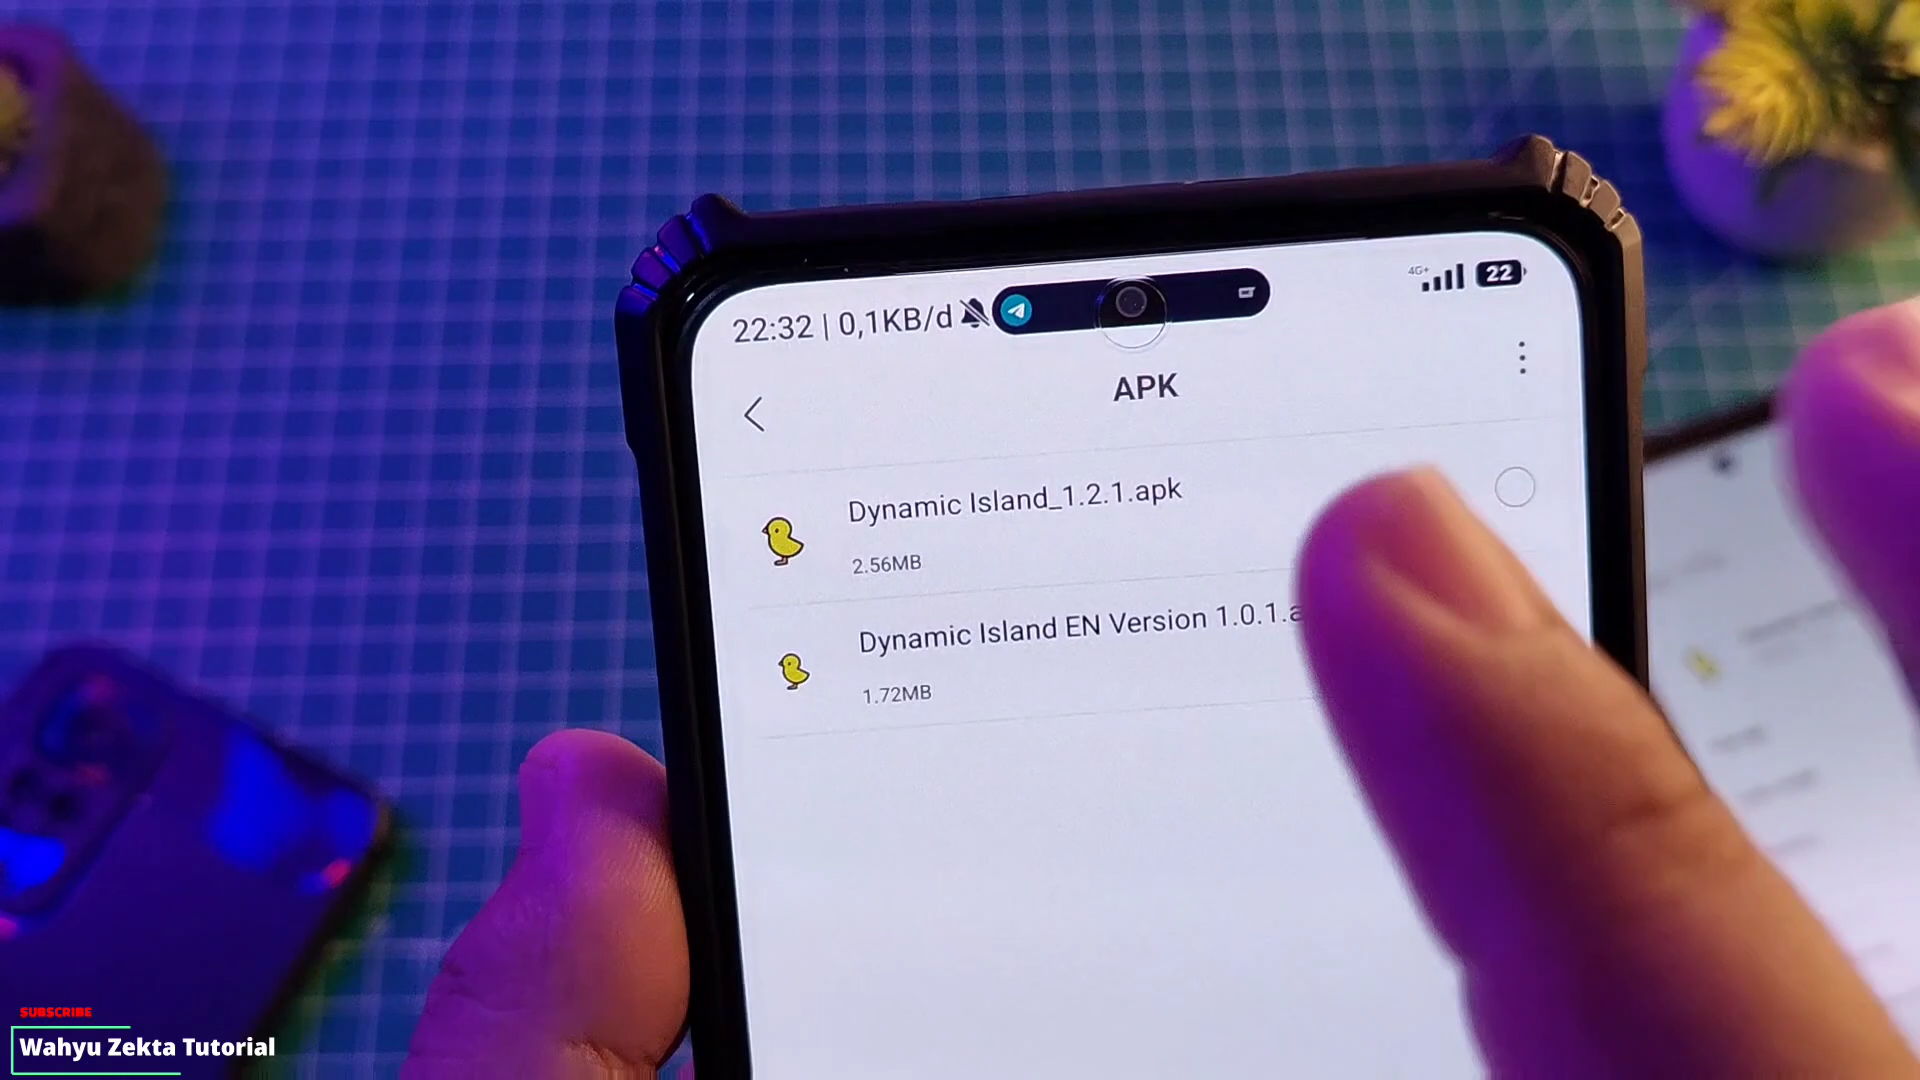 22:32 | 0,1KB/d
4G+
22
APK
Dynamic Island_1.2.1.apk
2.56MB
Dynamic Island EN Version 1.0.1.a
1.72MB
SUBSCRIBE
Wahyu Zekta Tutorial